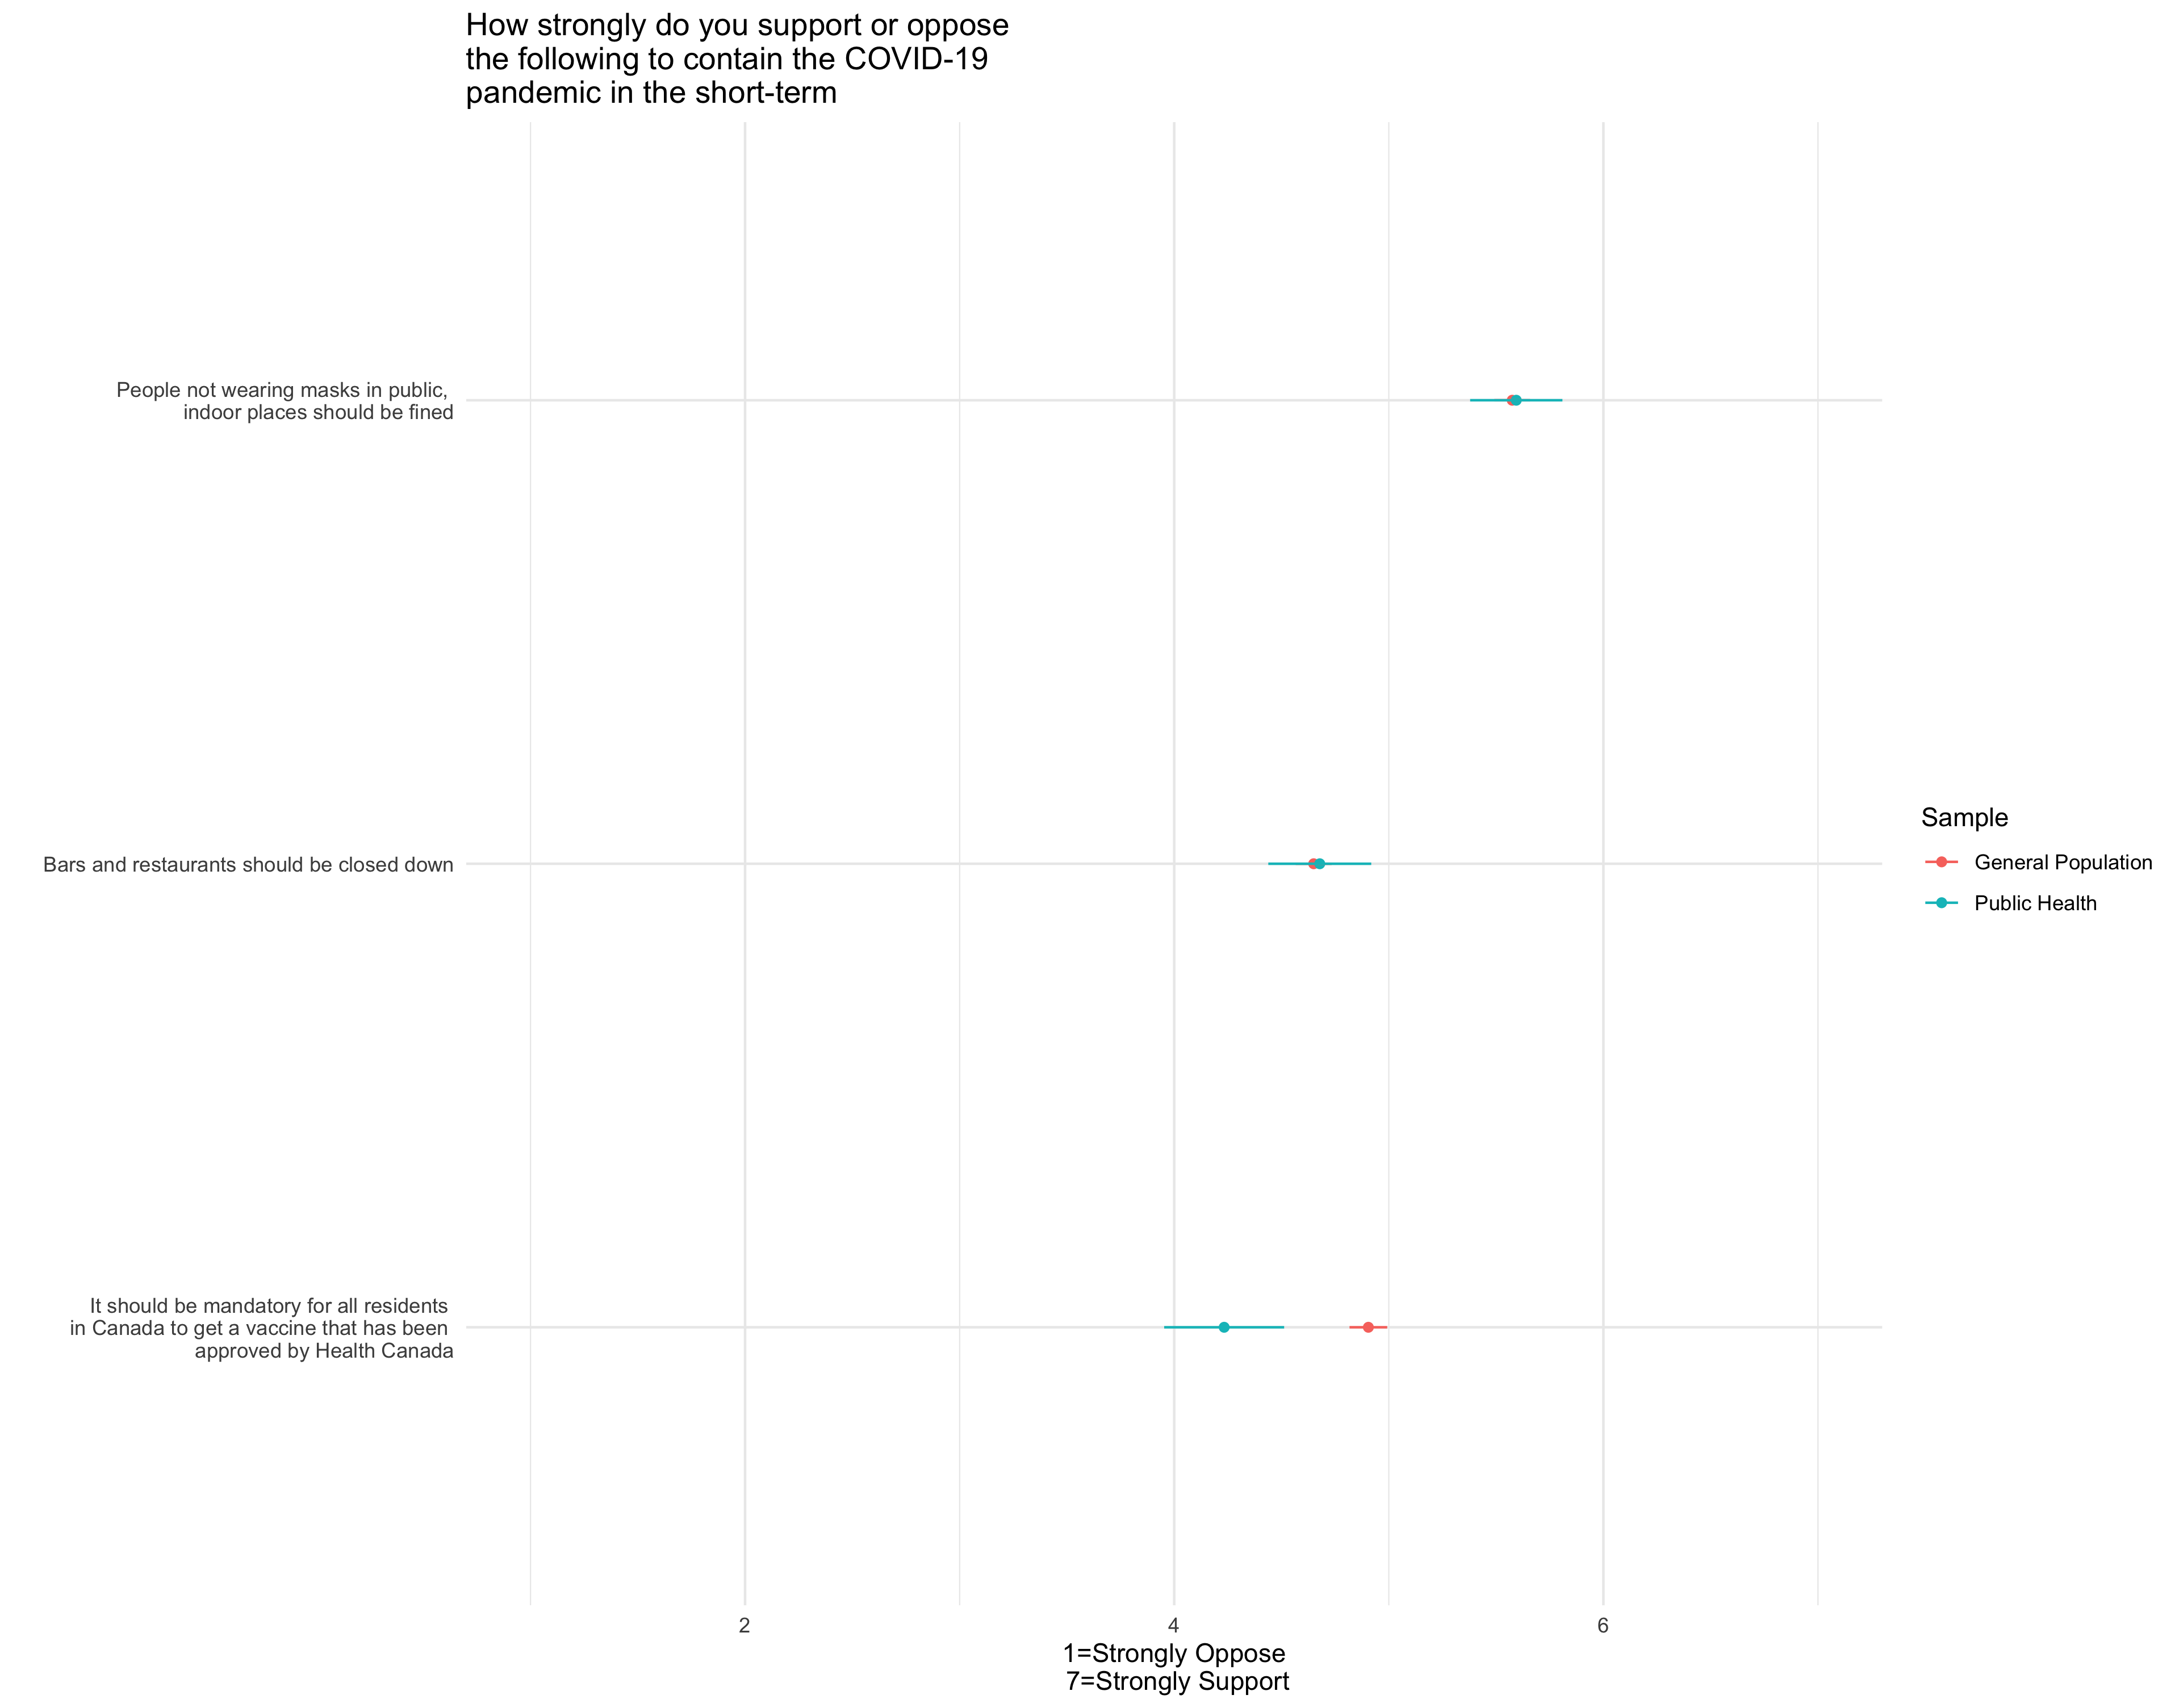 How strongly do you support or oppose
the following to contain the COVID-19
pandemic in the short-term
People not wearing masks in public,
indoor places should be fined
Bars and restaurants should be closed down
It should be mandatory for all residents
in Canada to get a vaccine that has been
approved by Health Canada
Sample
General Population
Public Health
2
4
6
1=Strongly Oppose
7=Strongly Support